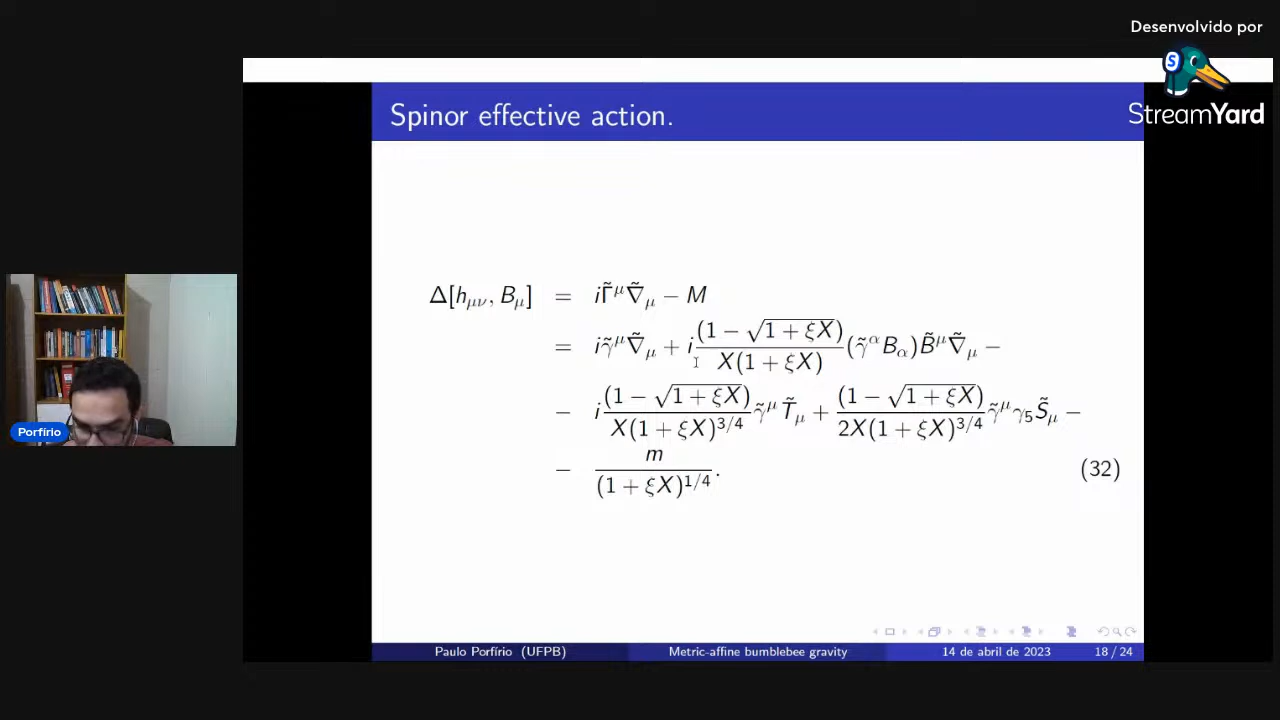 Desenvolvido por
StreamYard
Spinor effective action.
Δ[h_{μν}, B_μ] = iΓ̃^μ ∇̃_μ − M
= iγ̃^μ ∇̃_μ + i (1 − √(1 + ξX)) / (X(1 + ξX)) (γ̃^α B_α) B̃^μ ∇̃_μ −
− i (1 − √(1 + ξX)) / (X(1 + ξX)^{3/4}) γ̃^μ T̃_μ + (1 − √(1 + ξX)) / (2X(1 + ξX)^{3/4}) γ̃^μ γ_5 S̃_μ −
− m / (1 + ξX)^{1/4}. (32)
Porfírio
Paulo Porfírio (UFPB) Metric-affine bumblebee gravity 14 de abril de 2023 18 / 24